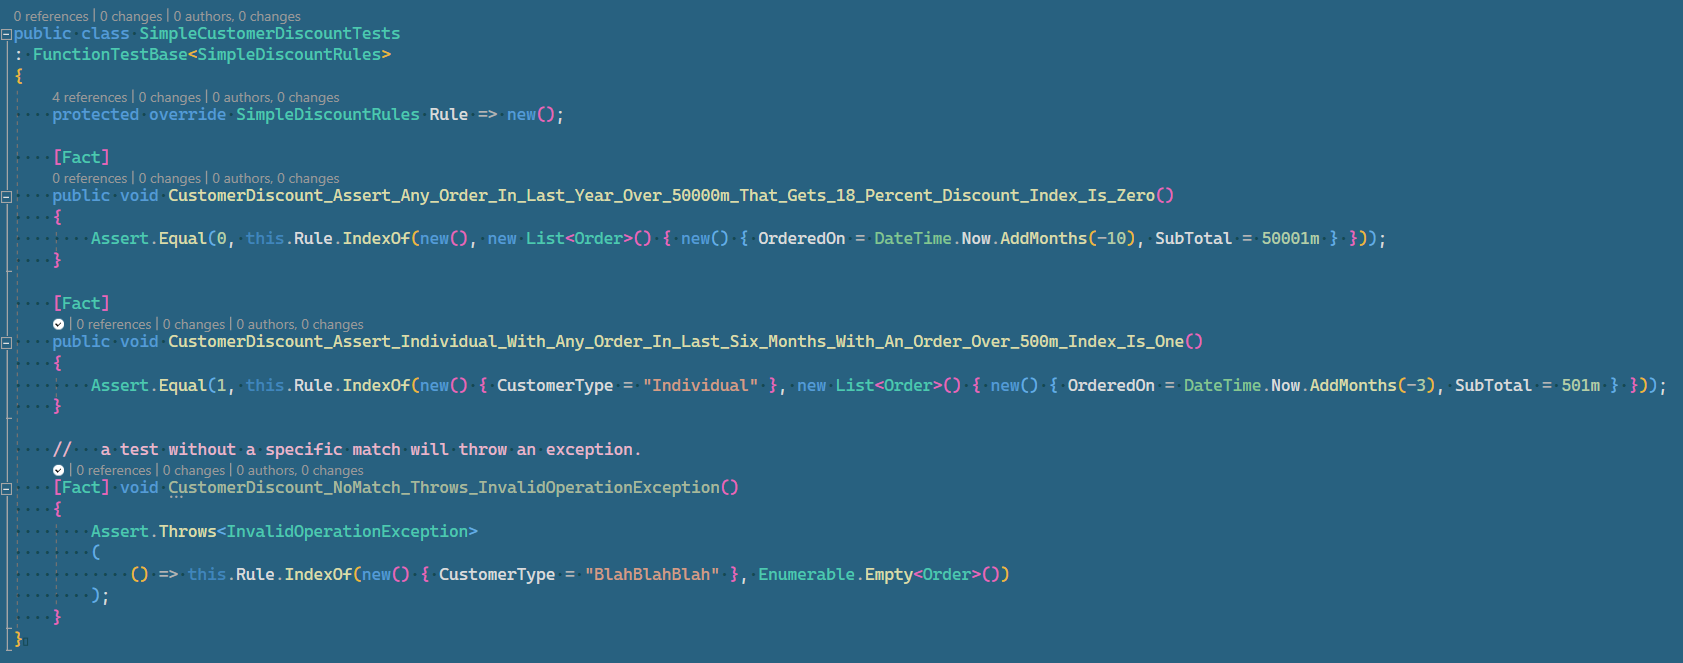 0 references | 0 changes | 0 authors, 0 changes
public class SimpleCustomerDiscountTests
: FunctionTestBase<SimpleDiscountRules>
{
4 references | 0 changes | 0 authors, 0 changes
protected override SimpleDiscountRules Rule => new();
[Fact]
0 references | 0 changes | 0 authors, 0 changes
public void CustomerDiscount_Assert_Any_Order_In_Last_Year_Over_50000m_That_Gets_18_Percent_Discount_Index_Is_Zero()
{
Assert.Equal(0, this.Rule.IndexOf(new(), new List<Order>() { new() { OrderedOn = DateTime.Now.AddMonths(-10), SubTotal = 50001m } }));
}
[Fact]
| 0 references | 0 changes | 0 authors, 0 changes
public void CustomerDiscount_Assert_Individual_With_Any_Order_In_Last_Six_Months_With_An_Order_Over_500m_Index_Is_One()
{
Assert.Equal(1, this.Rule.IndexOf(new() { CustomerType = "Individual" }, new List<Order>() { new() { OrderedOn = DateTime.Now.AddMonths(-3), SubTotal = 501m } }));
}
// a test without a specific match will throw an exception.
| 0 references | 0 changes | 0 authors, 0 changes
[Fact] void CustomerDiscount_NoMatch_Throws_InvalidOperationException()
{
Assert.Throws<InvalidOperationException>
(
() => this.Rule.IndexOf(new() { CustomerType = "BlahBlahBlah" }, Enumerable.Empty<Order>())
);
}
}